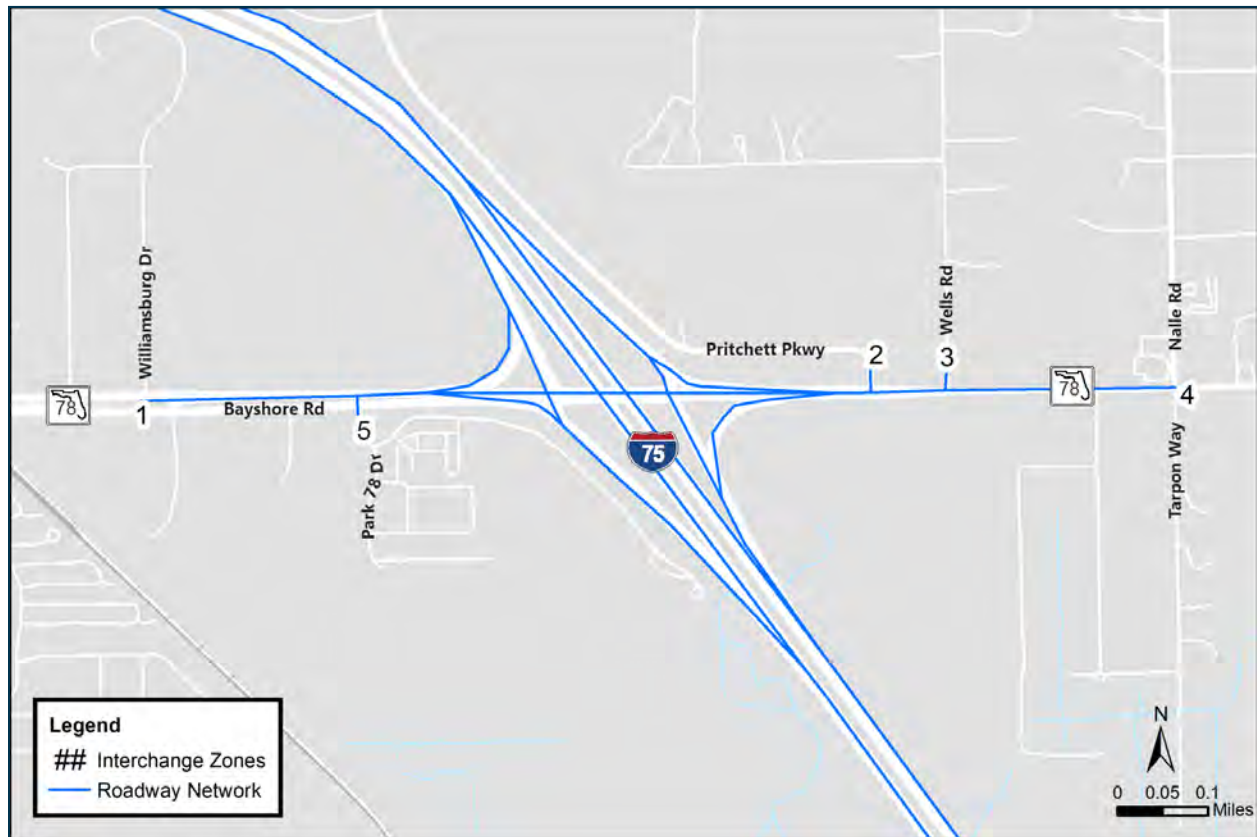 Williamsburg Dr
Wells Rd
Nalle Rd
Pritchett Pkwy
2
3
78
4
78
1
Bayshore Rd
5
75
Park 78 Dr
Tarpon Way
Legend
## Interchange Zones
Roadway Network
N
0 0.05 0.1
Miles